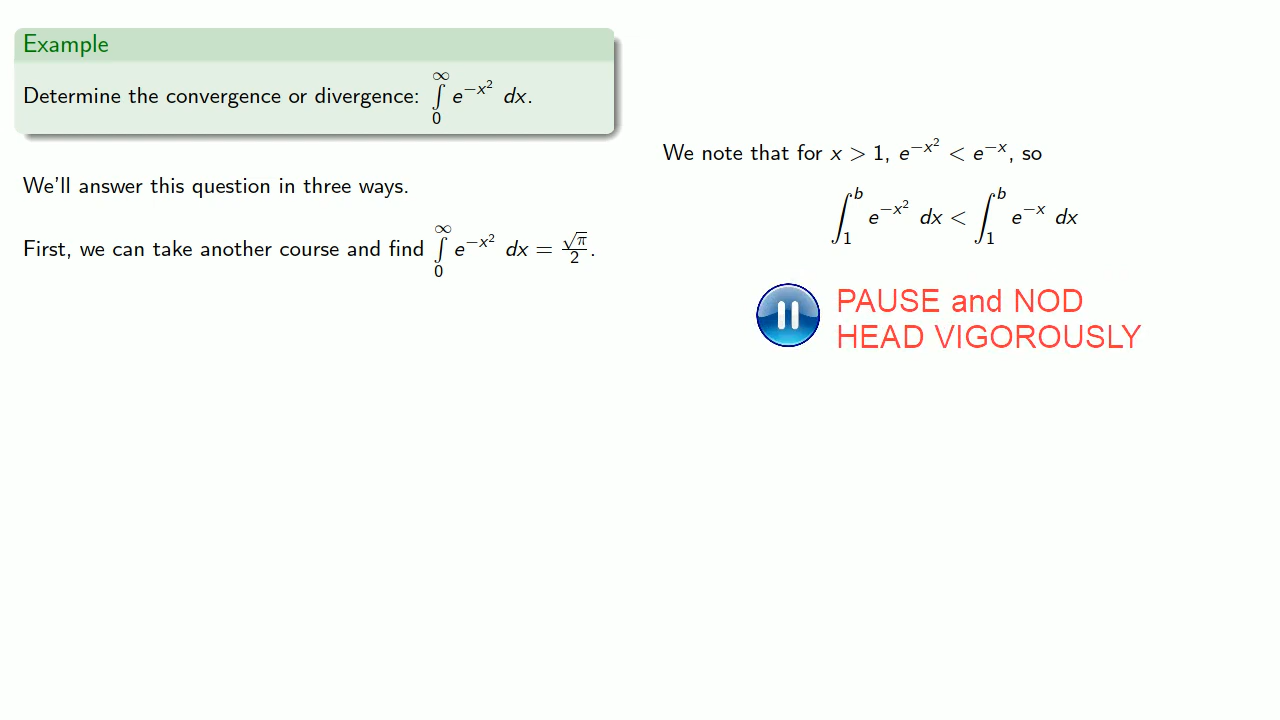 Example
Determine the convergence or divergence: ∫₀^∞ e^{−x²} dx.
We'll answer this question in three ways.
First, we can take another course and find ∫₀^∞ e^{−x²} dx = √π/2.
We note that for x > 1, e^{−x²} < e^{−x}, so
∫₁^b e^{−x²} dx < ∫₁^b e^{−x} dx
PAUSE and NOD
HEAD VIGOROUSLY